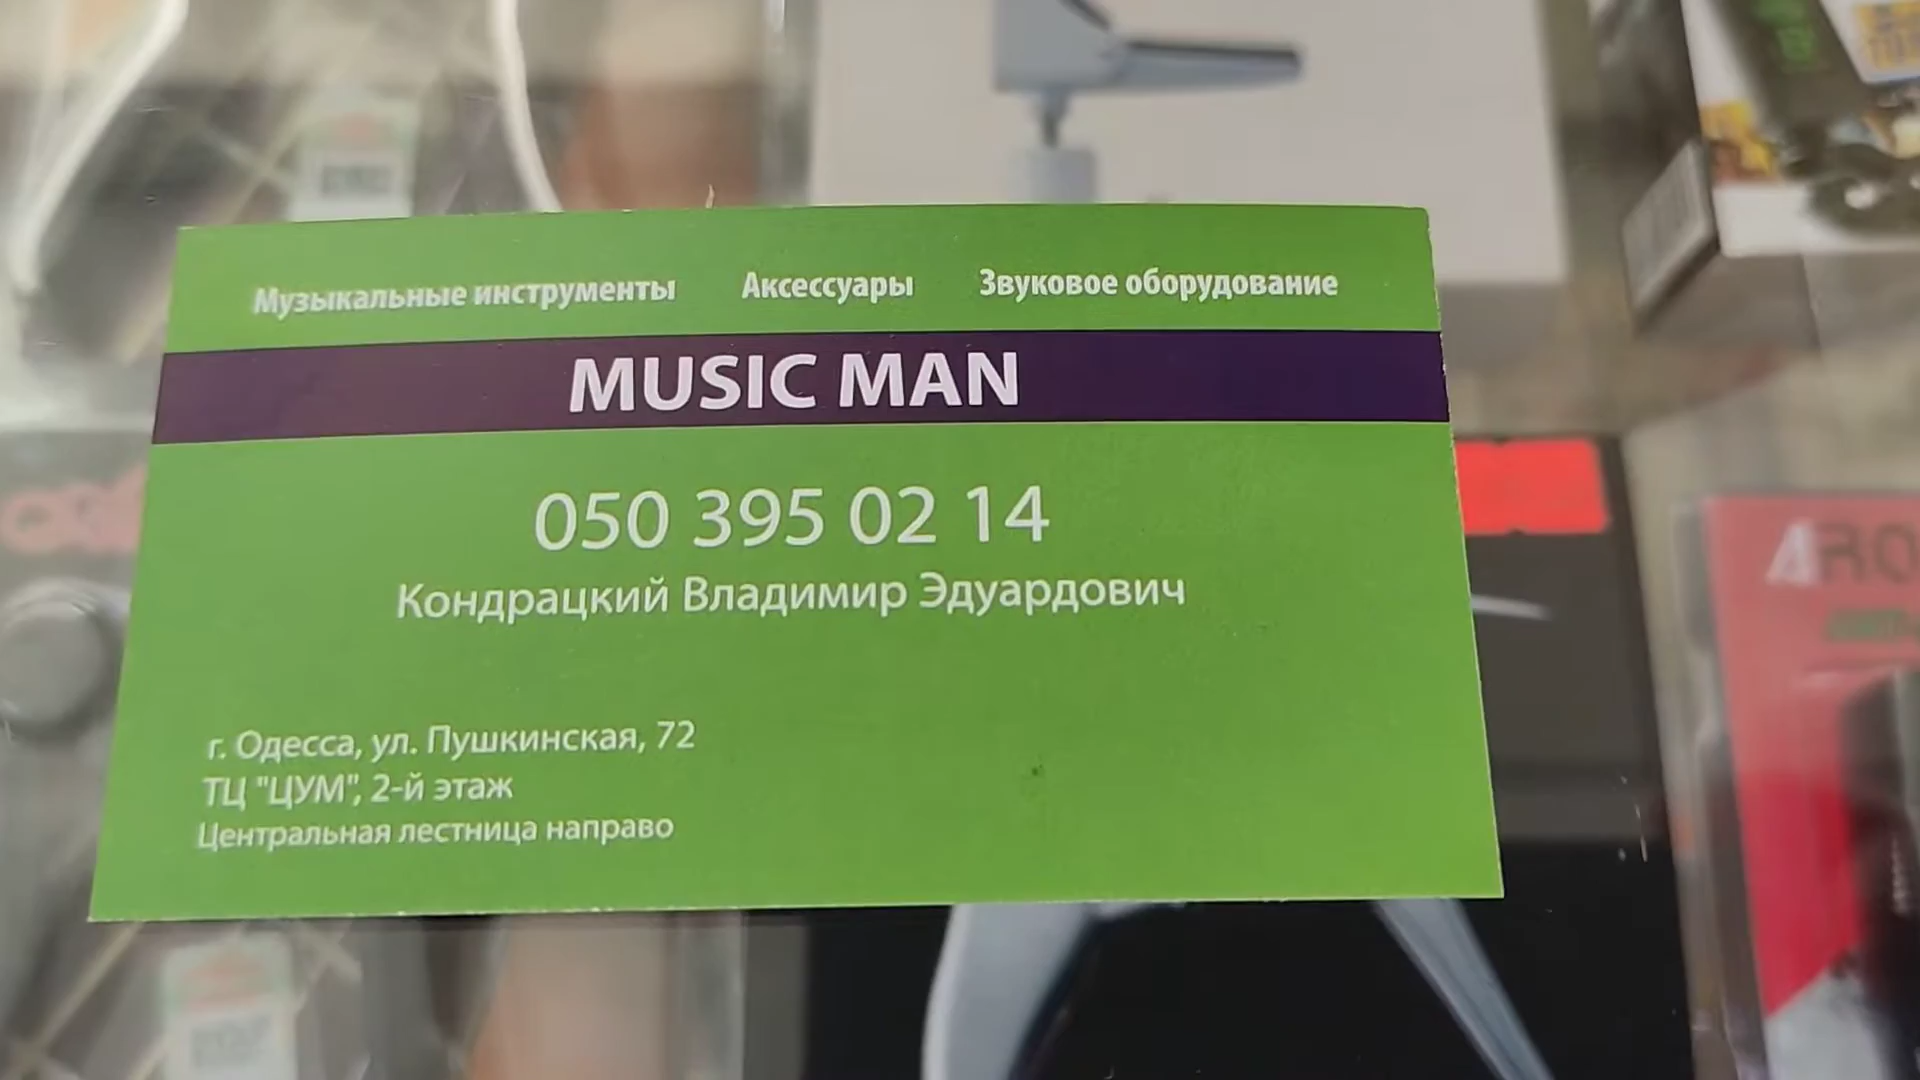 Музыкальные инструменты Аксессуары Звуковое оборудование
MUSIC MAN
050 395 02 14
Кондрацкий Владимир Эдуардович
г. Одесса, ул. Пушкинская, 72
ТЦ "ЦУМ", 2-й этаж
Центральная лестница направо